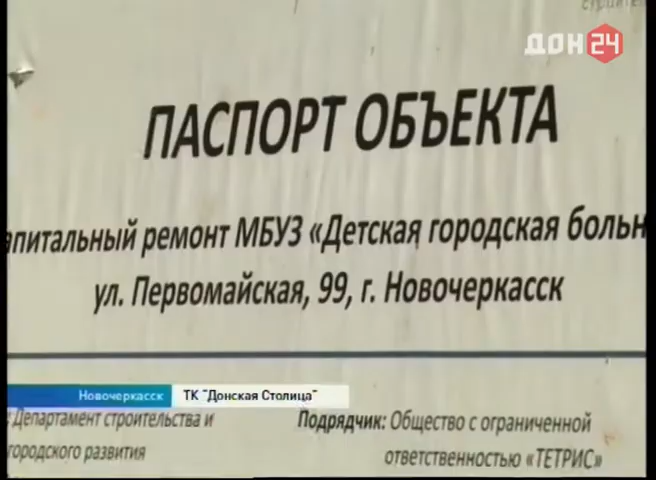 ДОН24
ПАСПОРТ ОБЪЕКТА
апитальный ремонт МБУЗ «Детская городская больн
ул. Первомайская, 99, г. Новочеркасск
Новочеркасск ТК "Донская Столица"
Департамент строительства и
городского развития
Подрядчик: Общество с ограниченной
ответственностью «ТЕТРИС»